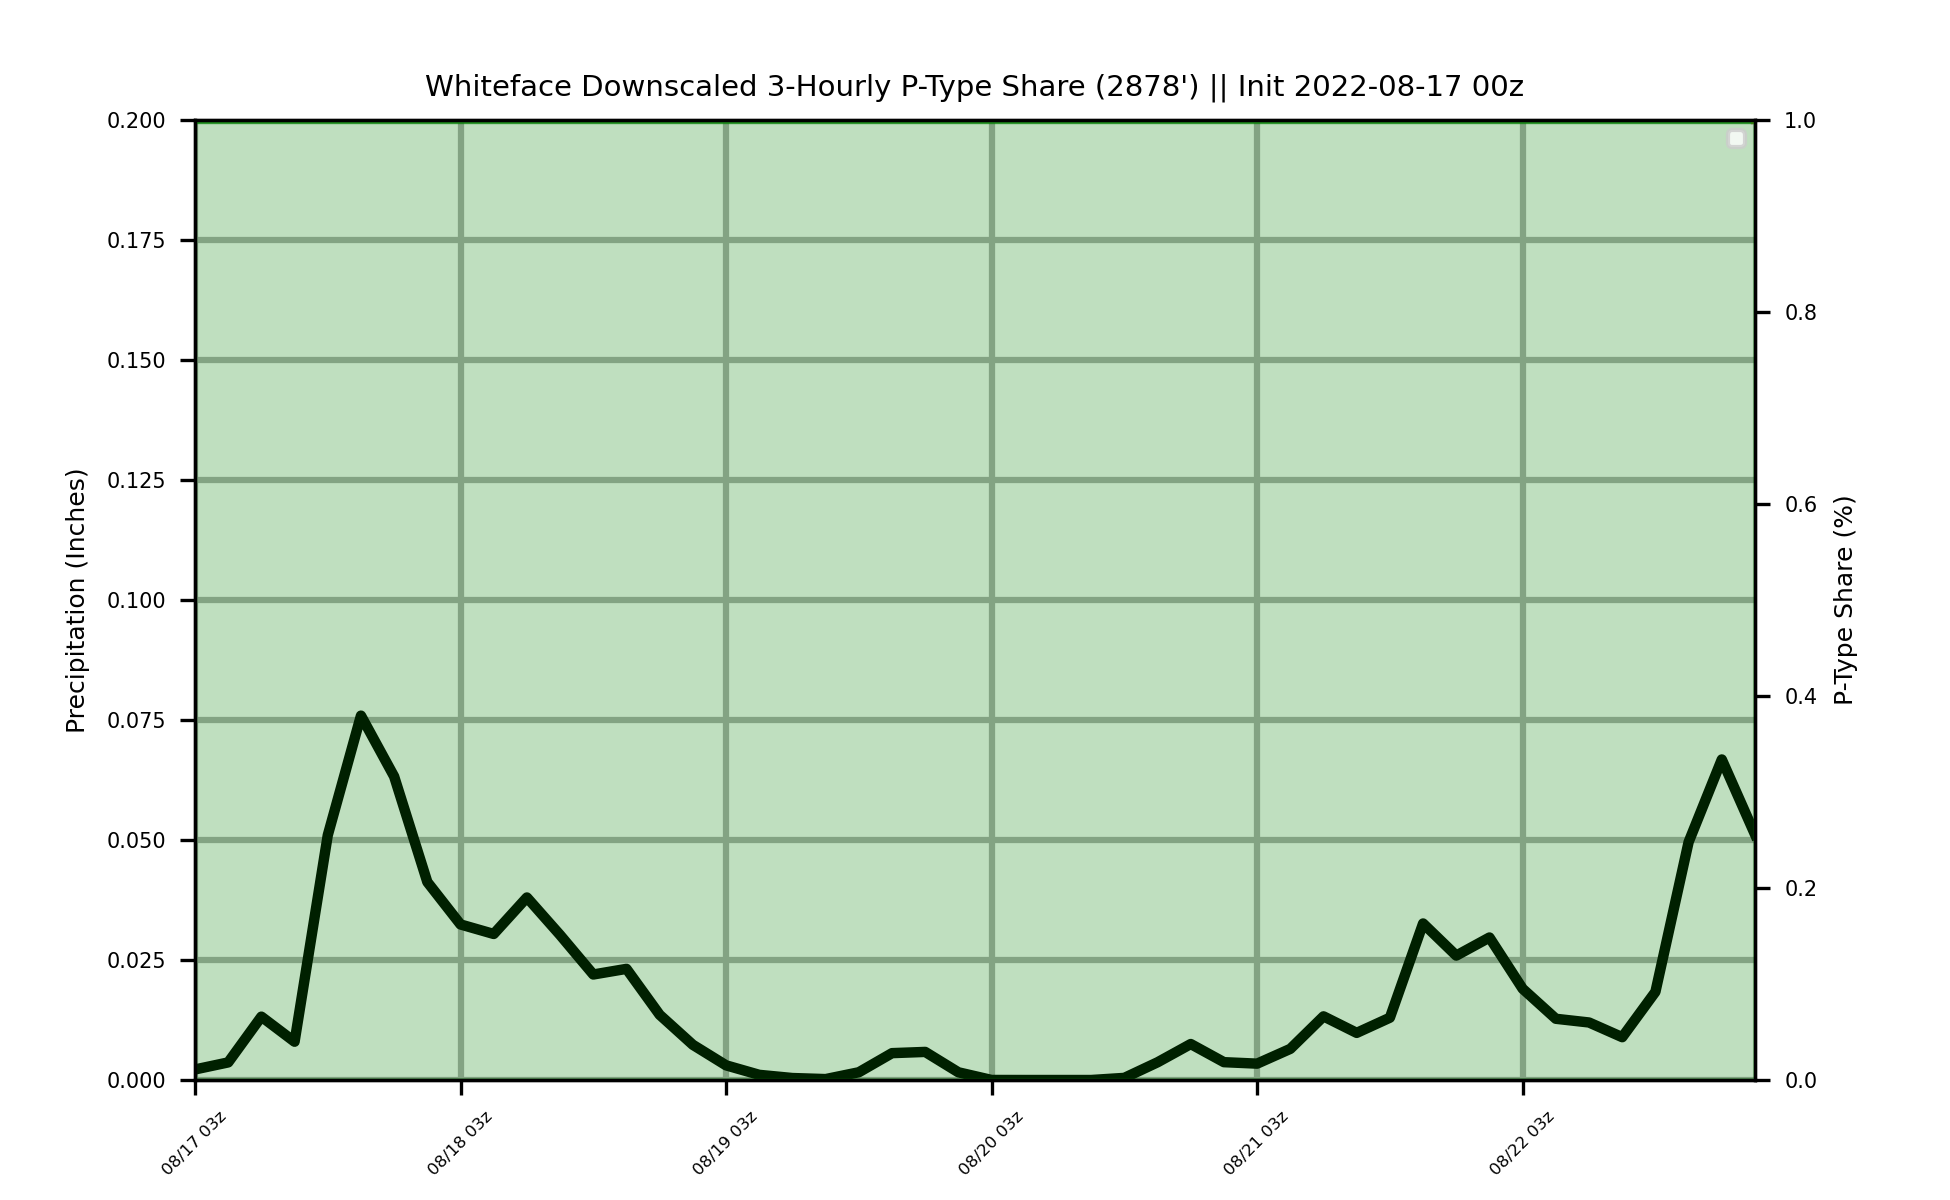 Whiteface Downscaled 3-Hourly P-Type Share (2878') || Init 2022-08-17 00z
0.200
0.175
0.150
0.125
0.100
0.075
0.050
0.025
0.000
Precipitation (Inches)
1.0
0.8
0.6
0.4
0.2
0.0
P-Type Share (%)
08/17 03z
08/18 03z
08/19 03z
08/20 03z
08/21 03z
08/22 03z